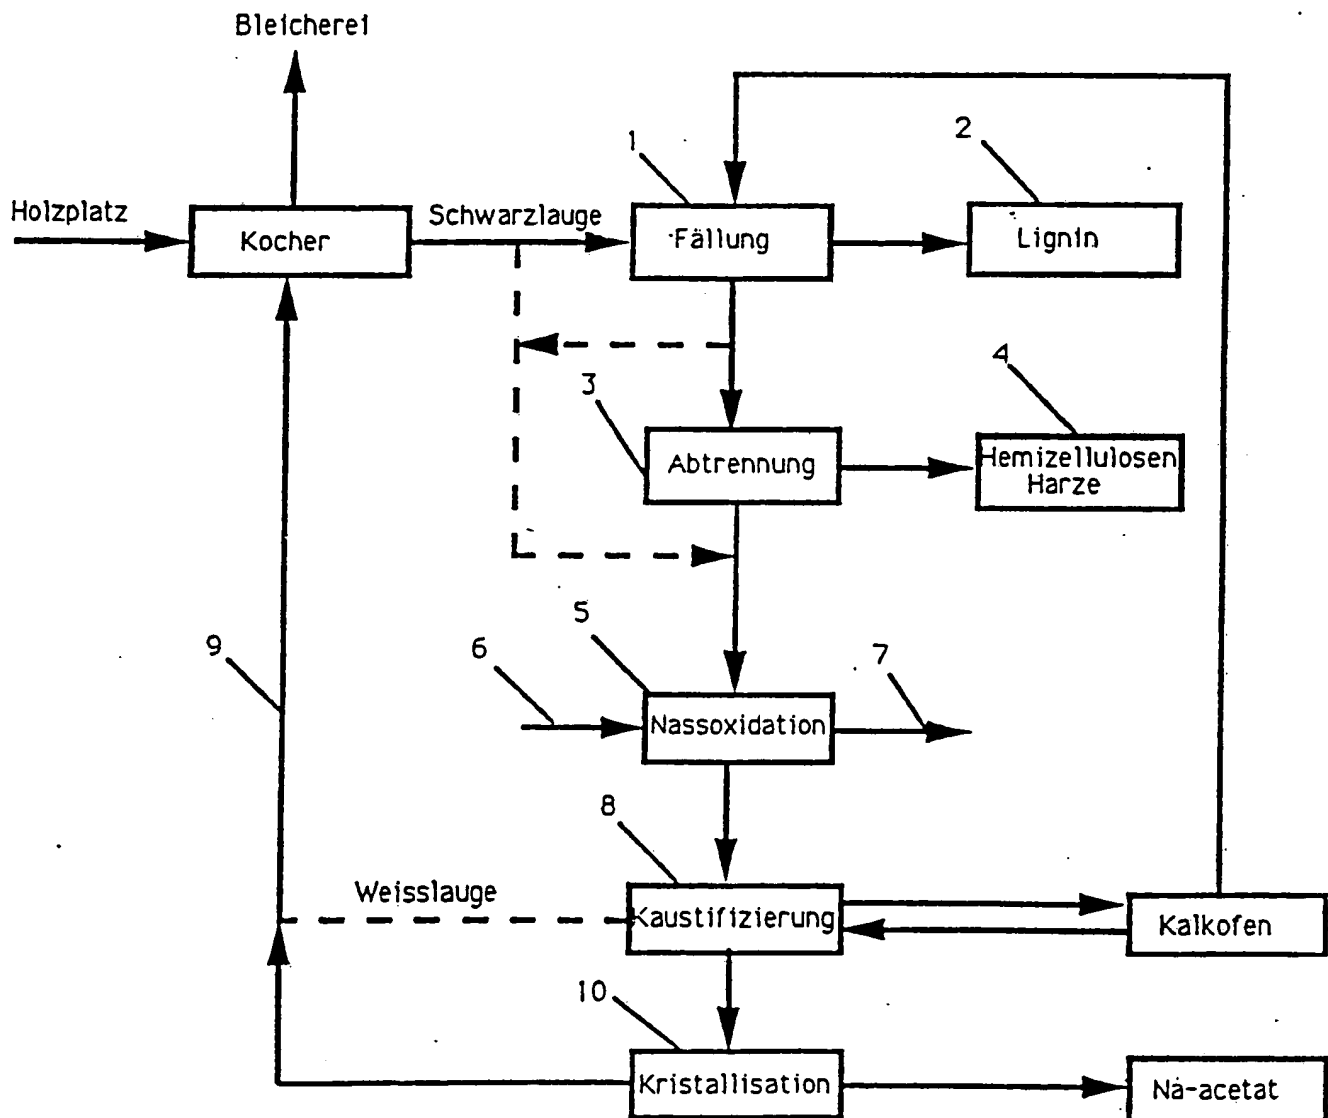 Bleicherei
1
2
Holzplatz
Kocher
Schwarzlauge
Fällung
Lignin
3
4
Abtrennung
Hemizellulosen
Harze
5
6
7
9
Nassoxidation
8
Weisslauge
Kaustifizierung
Kalkofen
10
Kristallisation
Na-acetat